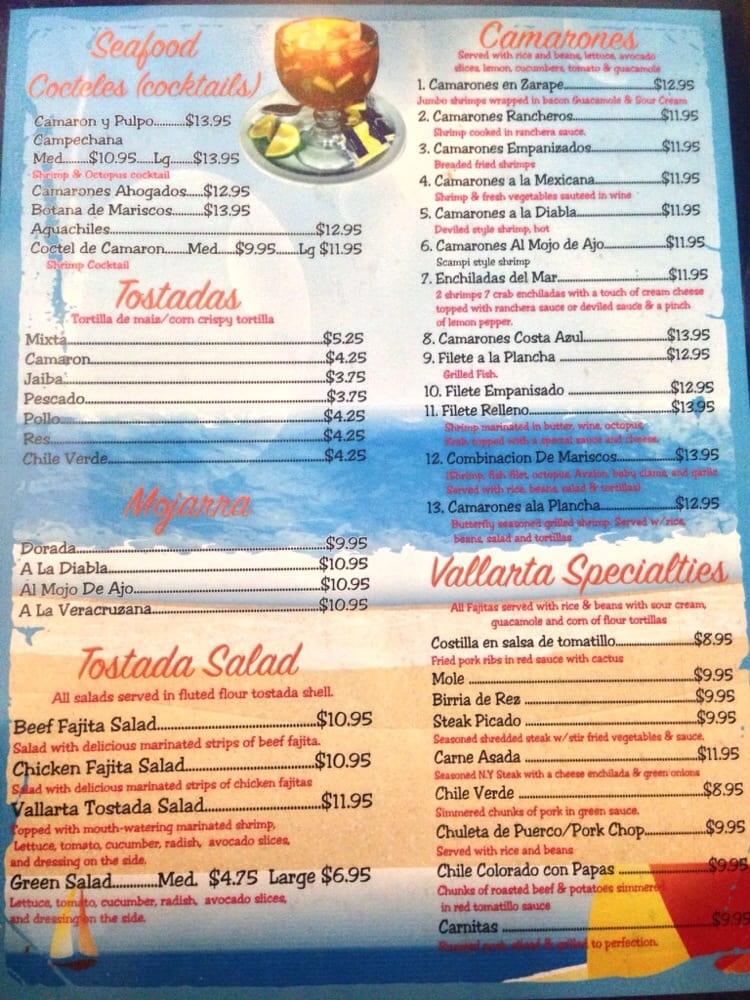 Seafood
Cocteles (cocktails)
Camaron y Pulpo..........$13.95
Campechana
Med........$10.95.....Lg.....$13.95
Shrimp & Octopus cocktail
Camarones Ahogados.....$12.95
Botana de Mariscos.........$13.95
Aguachiles..........$12.95
Coctel de Camaron.......Med....$9.95......Lg $11.95
Shrimp Cocktail
Tostadas
Tortilla de maiz/corn crispy tortilla
Mixta..........$5.25
Camaron..........$4.25
Jaiba..........$3.75
Pescado..........$3.75
Pollo..........$4.25
Res..........$4.25
Chile Verde..........$4.25
Mojarra
Dorada..........$9.95
A La Diabla..........$10.95
Al Mojo De Ajo..........$10.95
A La Veracruzana..........$10.95
Tostada Salad
All salads served in fluted flour tostada shell.
Beef Fajita Salad..........$10.95
Salad with delicious marinated strips of beef fajita.
Chicken Fajita Salad..........$10.95
Salad with delicious marinated strips of chicken fajitas
Vallarta Tostada Salad..........$11.95
Topped with mouth-watering marinated shrimp,
Lettuce, tomato, cucumber, radish, avocado slices,
and dressing on the side.
Green Salad...........Med. $4.75 Large $6.95
Lettuce, tomato, cucumber, radish, avocado slices,
and dressing on the side.
Camarones
Served with rice and beans, lettuce, avocado
slices, lemon, cucumbers, tomato & guacamole
1. Camarones en Zarape..........$12.95
Jumbo shrimps wrapped in bacon Guacamole & Sour Cream
2. Camarones Rancheros..........$11.95
Shrimp cooked in ranchera sauce.
3. Camarones Empanizados..........$11.95
Breaded fried shrimps
4. Camarones a la Mexicana..........$11.95
Shrimp & fresh vegetables sauteed in wine
5. Camarones a la Diabla..........$11.95
Deviled style shrimp, hot
6. Camarones Al Mojo de Ajo..........$11.95
Scampi style shrimp
7. Enchiladas del Mar..........$11.95
2 shrimps 7 crab enchiladas with a touch of cream cheese
topped with ranchera sauce or deviled sauce & a pinch
of lemon pepper.
8. Camarones Costa Azul..........$13.95
9. Filete a la Plancha ..........$12.95
Grilled Fish.
10. Filete Empanisado ..........$12.95
11. Filete Relleno..........$13.95
Shrimp marinated in butter, wine, octopus,
Krab, topped with a special sauce and cheese.
12. Combinacion De Mariscos..........$13.95
(Shrimp, fish filet, octopus, Avalon, baby clams, and garlic
Served with rice, beans, salad & tortillas)
13. Camarones ala Plancha..........$12.95
Butterfly seasoned grilled shrimp. Served w/rice,
beans, salad and tortillas
Vallarta Specialties
All Fajitas served with rice & beans with sour cream,
guacamole and corn of flour tortillas
Costilla en salsa de tomatillo..........$8.95
Fried pork ribs in red sauce with cactus
Mole ..........$9.95
Birria de Rez ..........$9.95
Steak Picado ..........$9.95
Seasoned shredded steak w/stir fried vegetables & sauce.
Carne Asada ..........$11.95
Seasoned N.Y Steak with a cheese enchilada & green onions
Chile Verde ..........$8.95
Simmered chunks of pork in green sauce.
Chuleta de Puerco/Pork Chop..........$9.95
Served with rice and beans
Chile Colorado con Papas ..........$9.95
Chunks of roasted beef & potatoes simmered
in red tomatillo sauce
Carnitas ..........$9.95
Roasted pork, sliced & grilled to perfection.